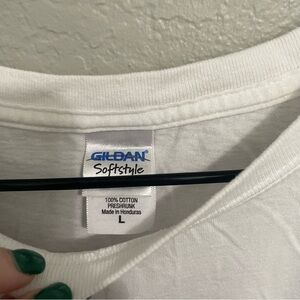 GILDAN
Softstyle
100% COTTON
PRESHRUNK
Made in Honduras
L